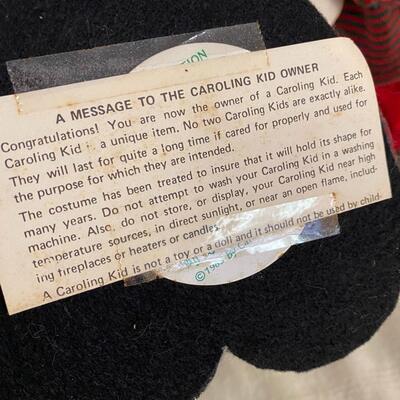 TION
A MESSAGE TO THE CAROLING KID OWNER
Congratulations! You are now the owner of a Caroling Kid. Each
Caroling Kid is a unique item. No two Caroling Kids are exactly alike.
They will last for quite a long time if cared for properly and used for
the purpose for which they are intended.
The costume has been treated to insure that it will hold its shape for
many years. Do not attempt to wash your Caroling Kid in a washing
machine. Also, do not store, or display, your Caroling Kid near high
temperature sources, in direct sunlight, or near an open flame, includ-
ing fireplaces or heaters or candles.
A Caroling Kid is not a toy or a doll and it should not be used by child-
©